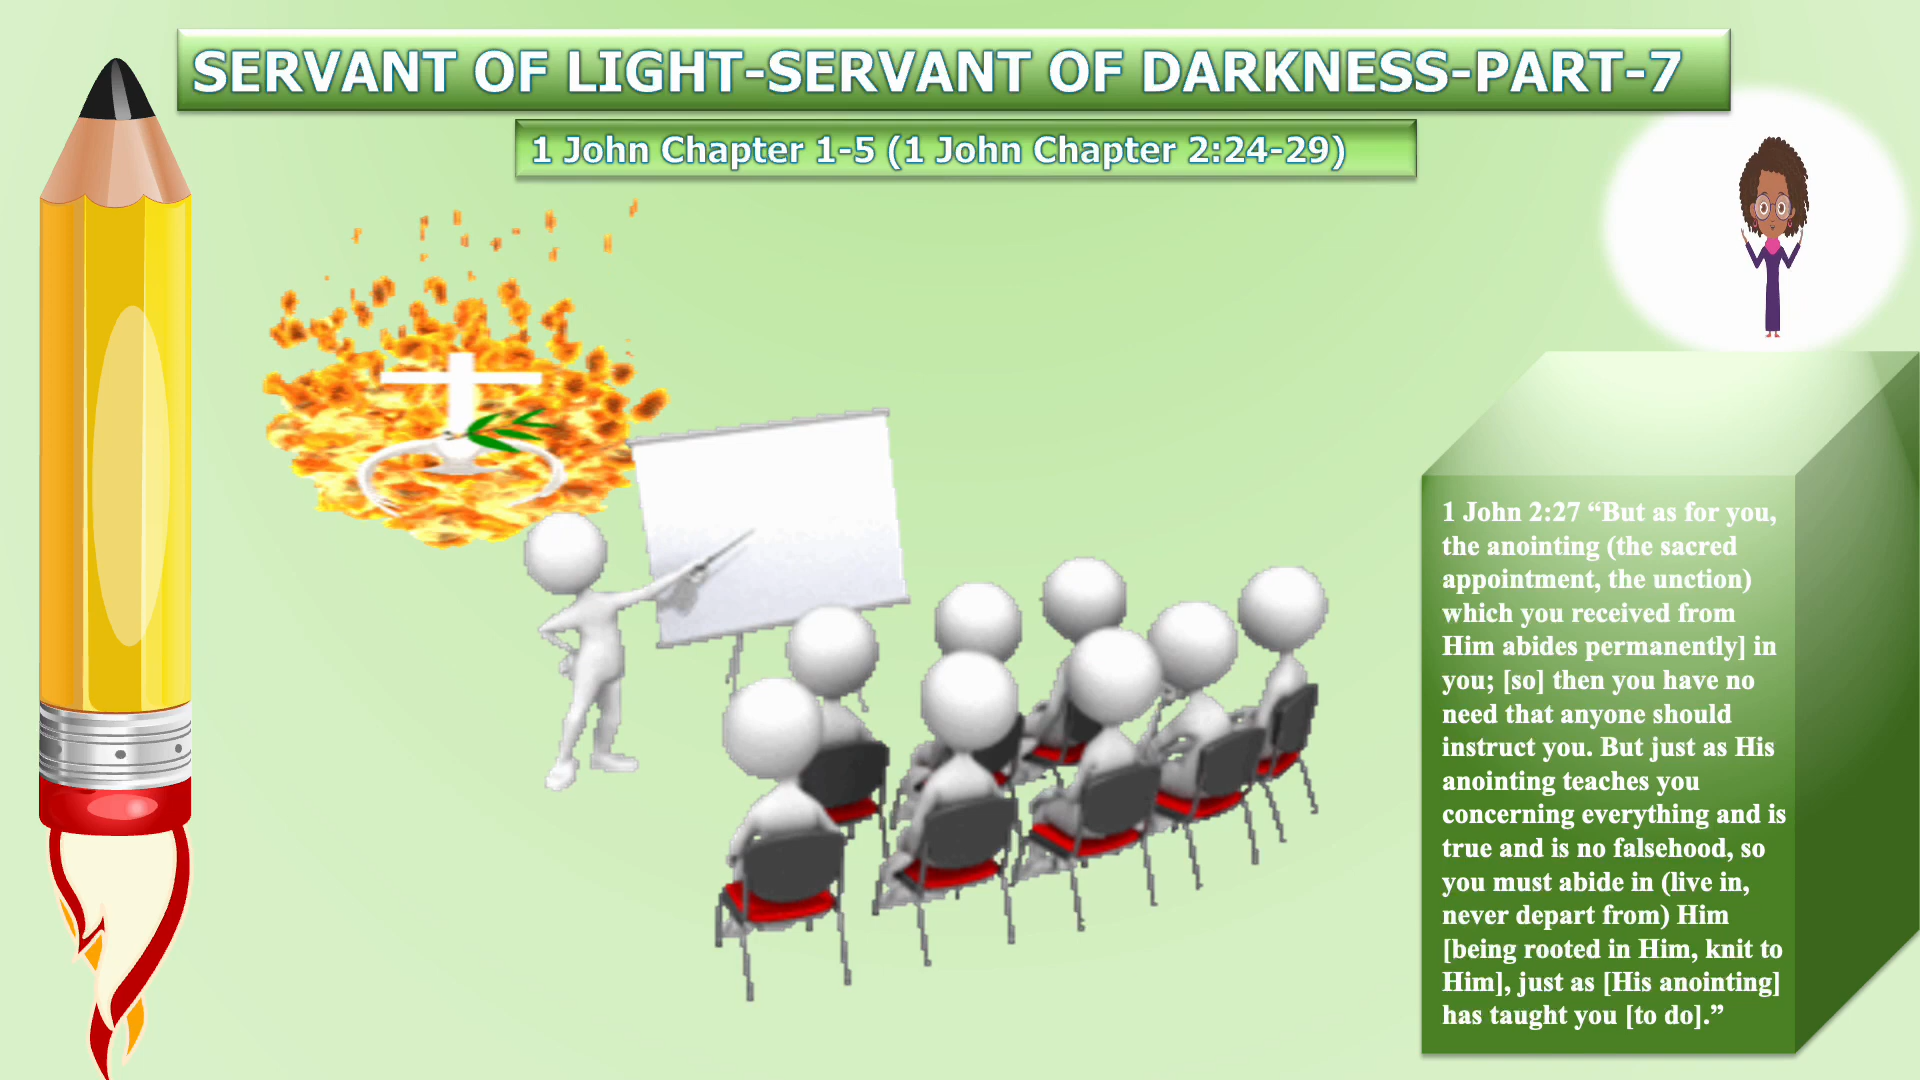 SERVANT OF LIGHT-SERVANT OF DARKNESS-PART-7
1 John Chapter 1-5 (1 John Chapter 2:24-29)
1 John 2:27 “But as for you,
the anointing (the sacred
appointment, the unction)
which you received from
Him abides permanently] in
you; [so] then you have no
need that anyone should
instruct you. But just as His
anointing teaches you
concerning everything and is
true and is no falsehood, so
you must abide in (live in,
never depart from) Him
[being rooted in Him, knit to
Him], just as [His anointing]
has taught you [to do].”